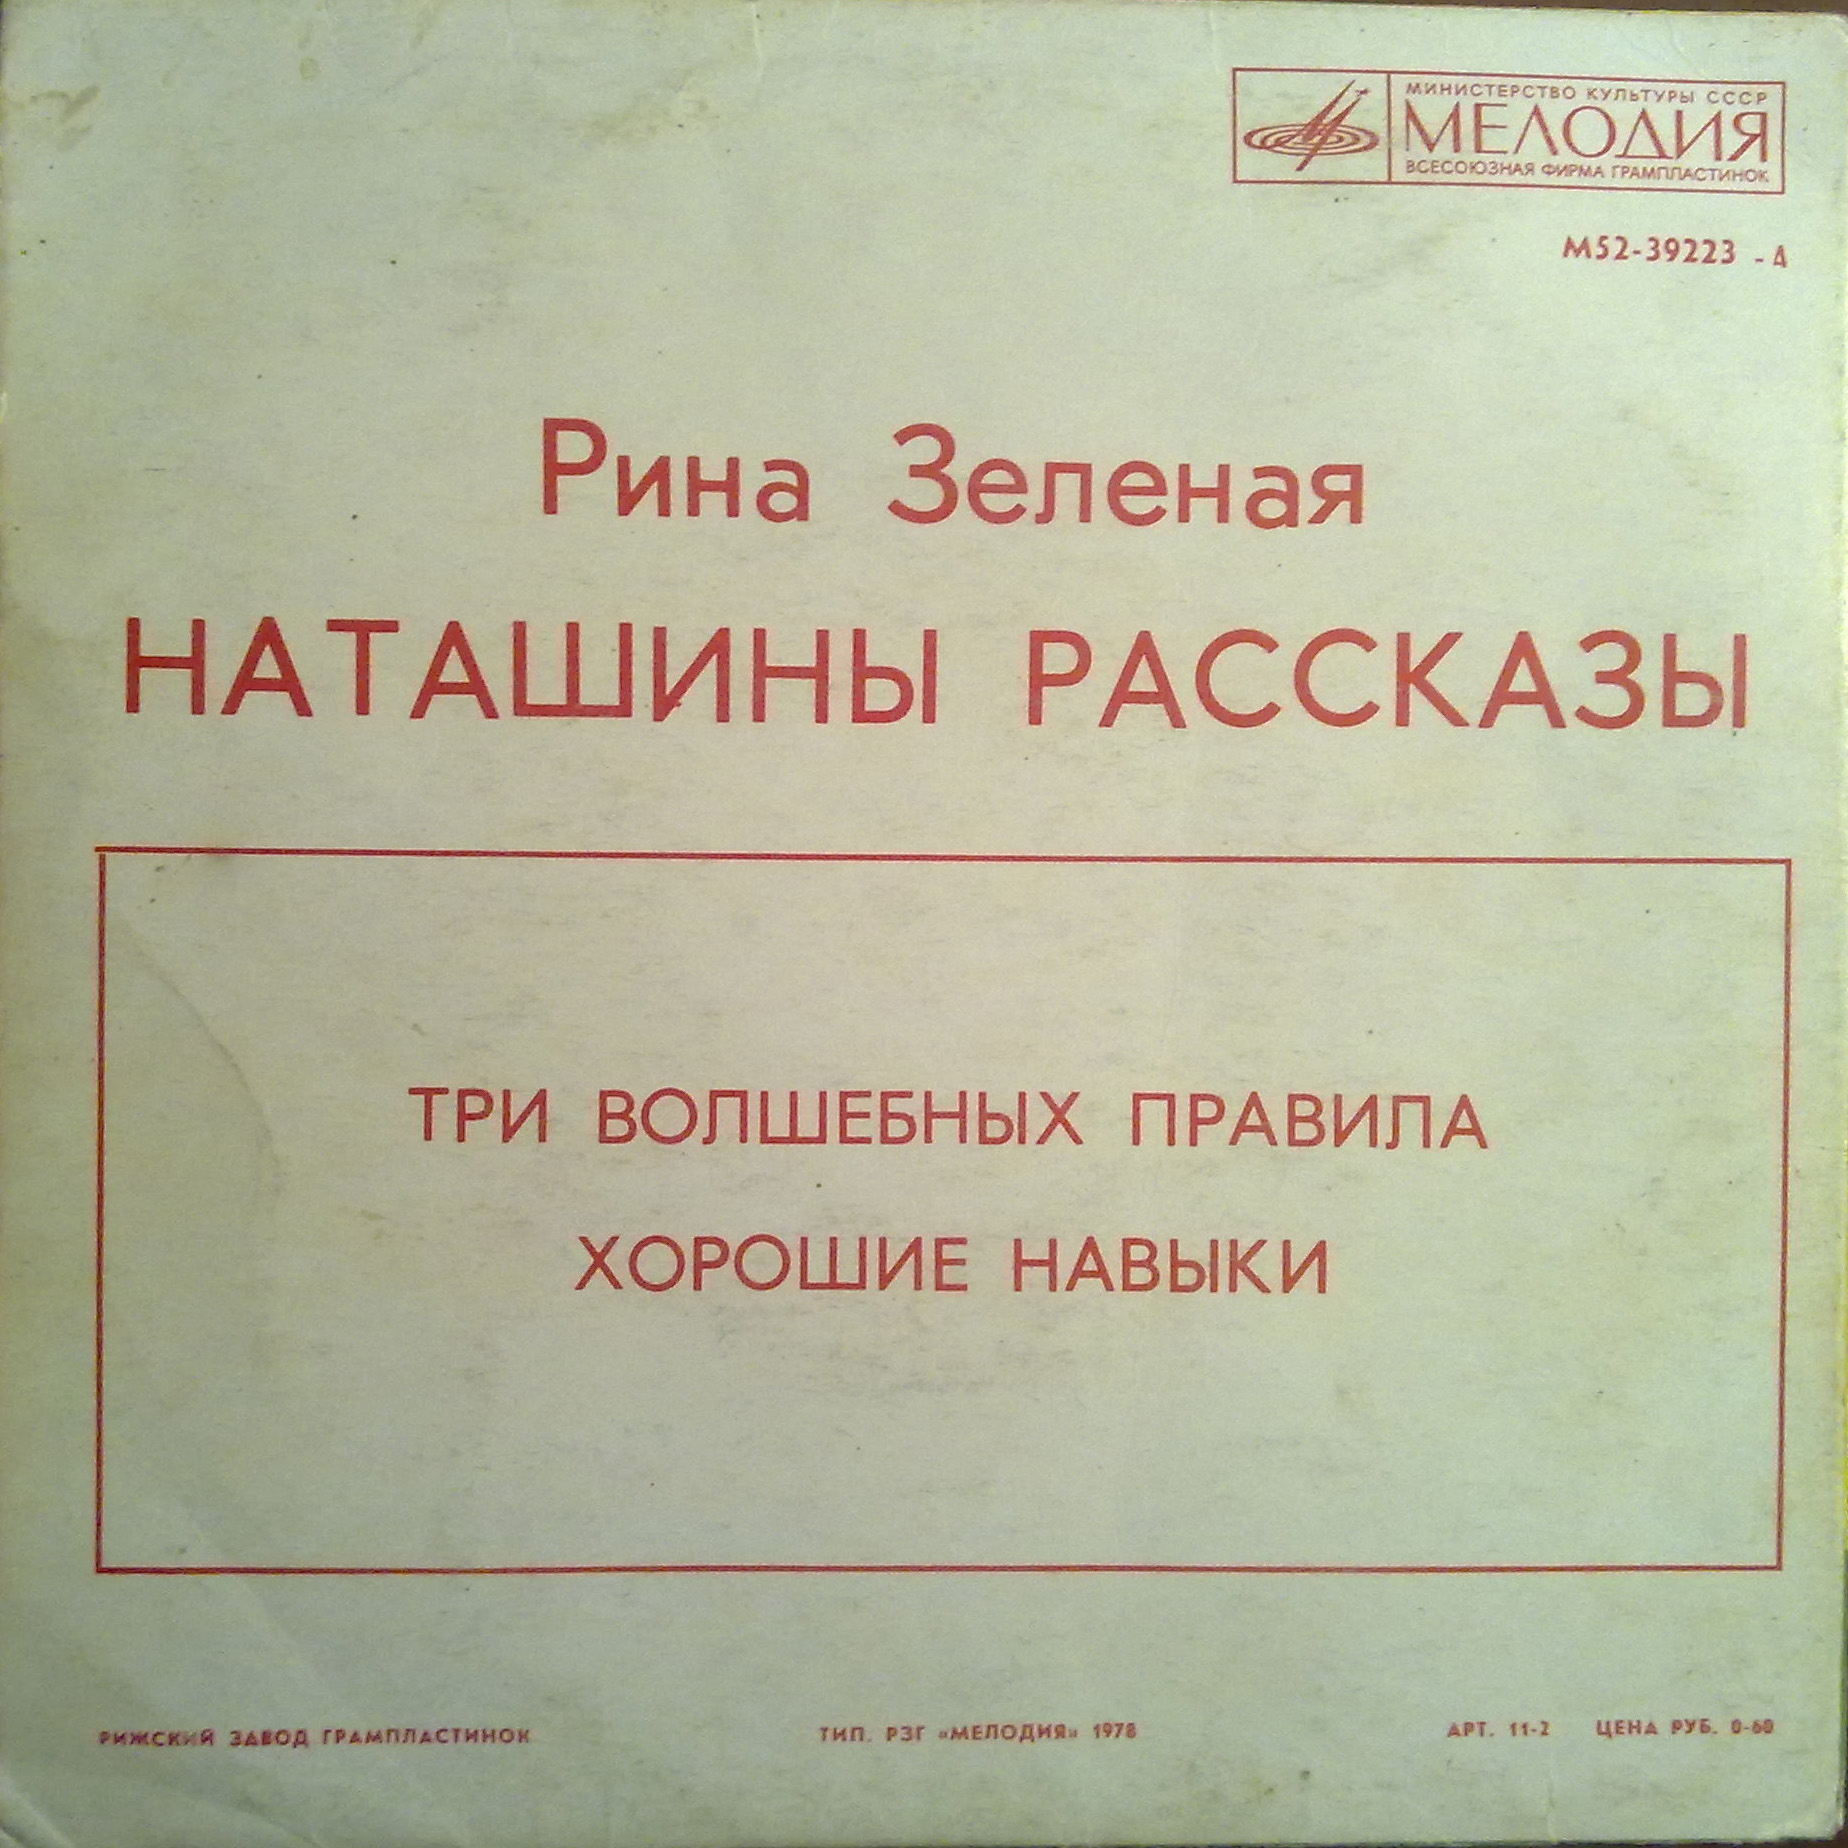 МИНИСТЕРСТВО КУЛЬТУРЫ СССР
МЕЛОДИЯ
ВСЕСОЮЗНАЯ ФИРМА ГРАМПЛАСТИНОК
М52-39223 -4
Рина Зеленая
НАТАШИНЫ РАССКАЗЫ
ТРИ ВОЛШЕБНЫХ ПРАВИЛА
ХОРОШИЕ НАВЫКИ
РИЖСКИЙ ЗАВОД ГРАМПЛАСТИНОК ТИП. РЗГ «МЕЛОДИЯ» 1978 АРТ. 11-2 ЦЕНА РУБ. 0-60